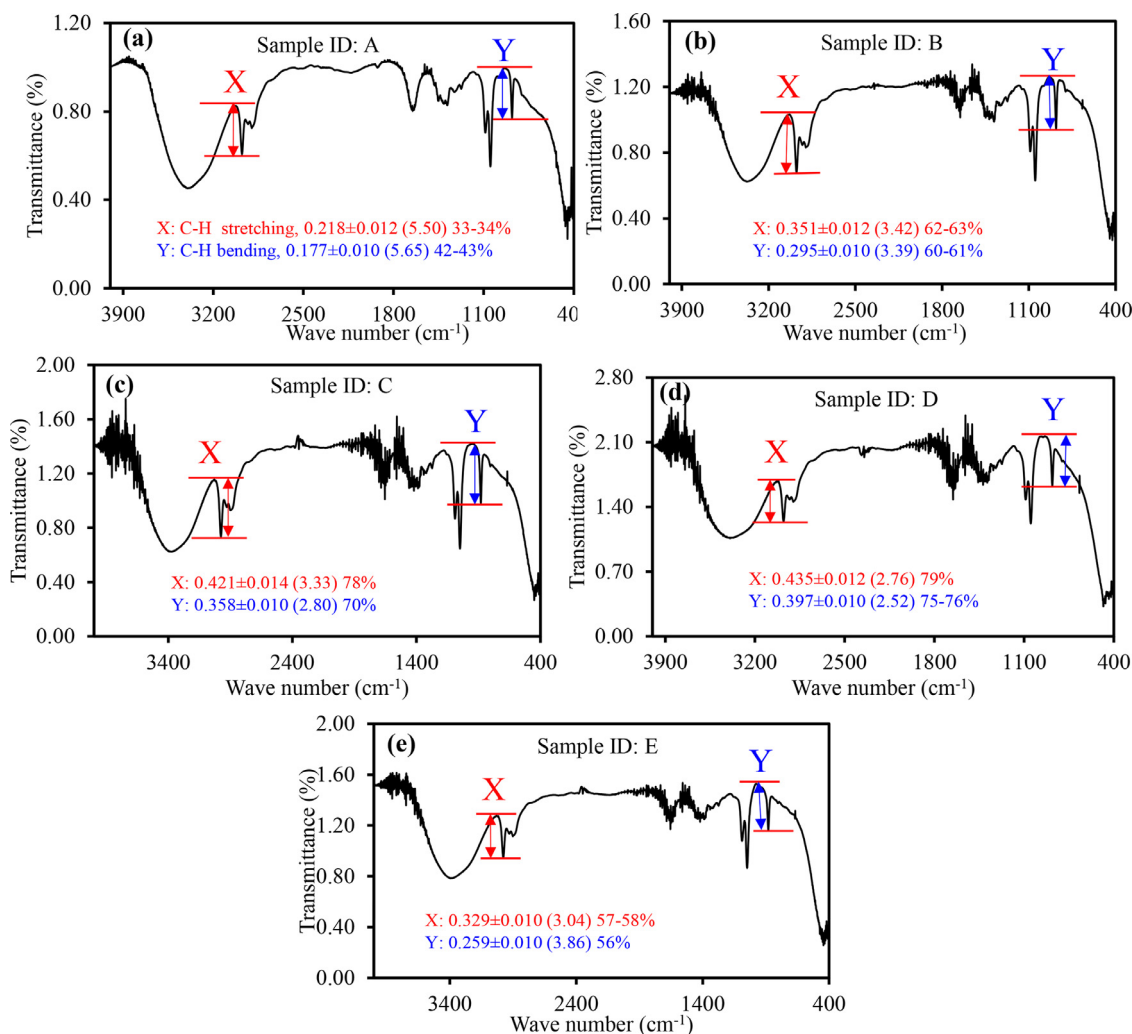 (a)
Sample ID: A
X
Y
X: C-H stretching, 0.218±0.012 (5.50) 33-34%
Y: C-H bending, 0.177±0.010 (5.65) 42-43%
Transmittance (%)
1.20
0.80
0.40
0.00
3900 3200 2500 1800 1100 40
Wave number (cm-1)
(b)
Sample ID: B
X
Y
X: 0.351±0.012 (3.42) 62-63%
Y: 0.295±0.010 (3.39) 60-61%
Transmittance (%)
1.60
1.20
0.80
0.40
0.00
3900 3200 2500 1800 1100 400
Wave number (cm-1)
(c)
Sample ID: C
X
Y
X: 0.421±0.014 (3.33) 78%
Y: 0.358±0.010 (2.80) 70%
Transmittance (%)
2.00
1.60
1.20
0.80
0.40
0.00
3400 2400 1400 400
Wave number (cm-1)
(d)
Sample ID: D
X
Y
X: 0.435±0.012 (2.76) 79%
Y: 0.397±0.010 (2.52) 75-76%
Transmittance (%)
2.80
2.10
1.40
0.70
0.00
3900 3200 2500 1800 1100 400
Wave number (cm-1)
(e)
Sample ID: E
X
Y
X: 0.329±0.010 (3.04) 57-58%
Y: 0.259±0.010 (3.86) 56%
Transmittance (%)
2.00
1.60
1.20
0.80
0.40
0.00
3400 2400 1400 400
Wave number (cm-1)